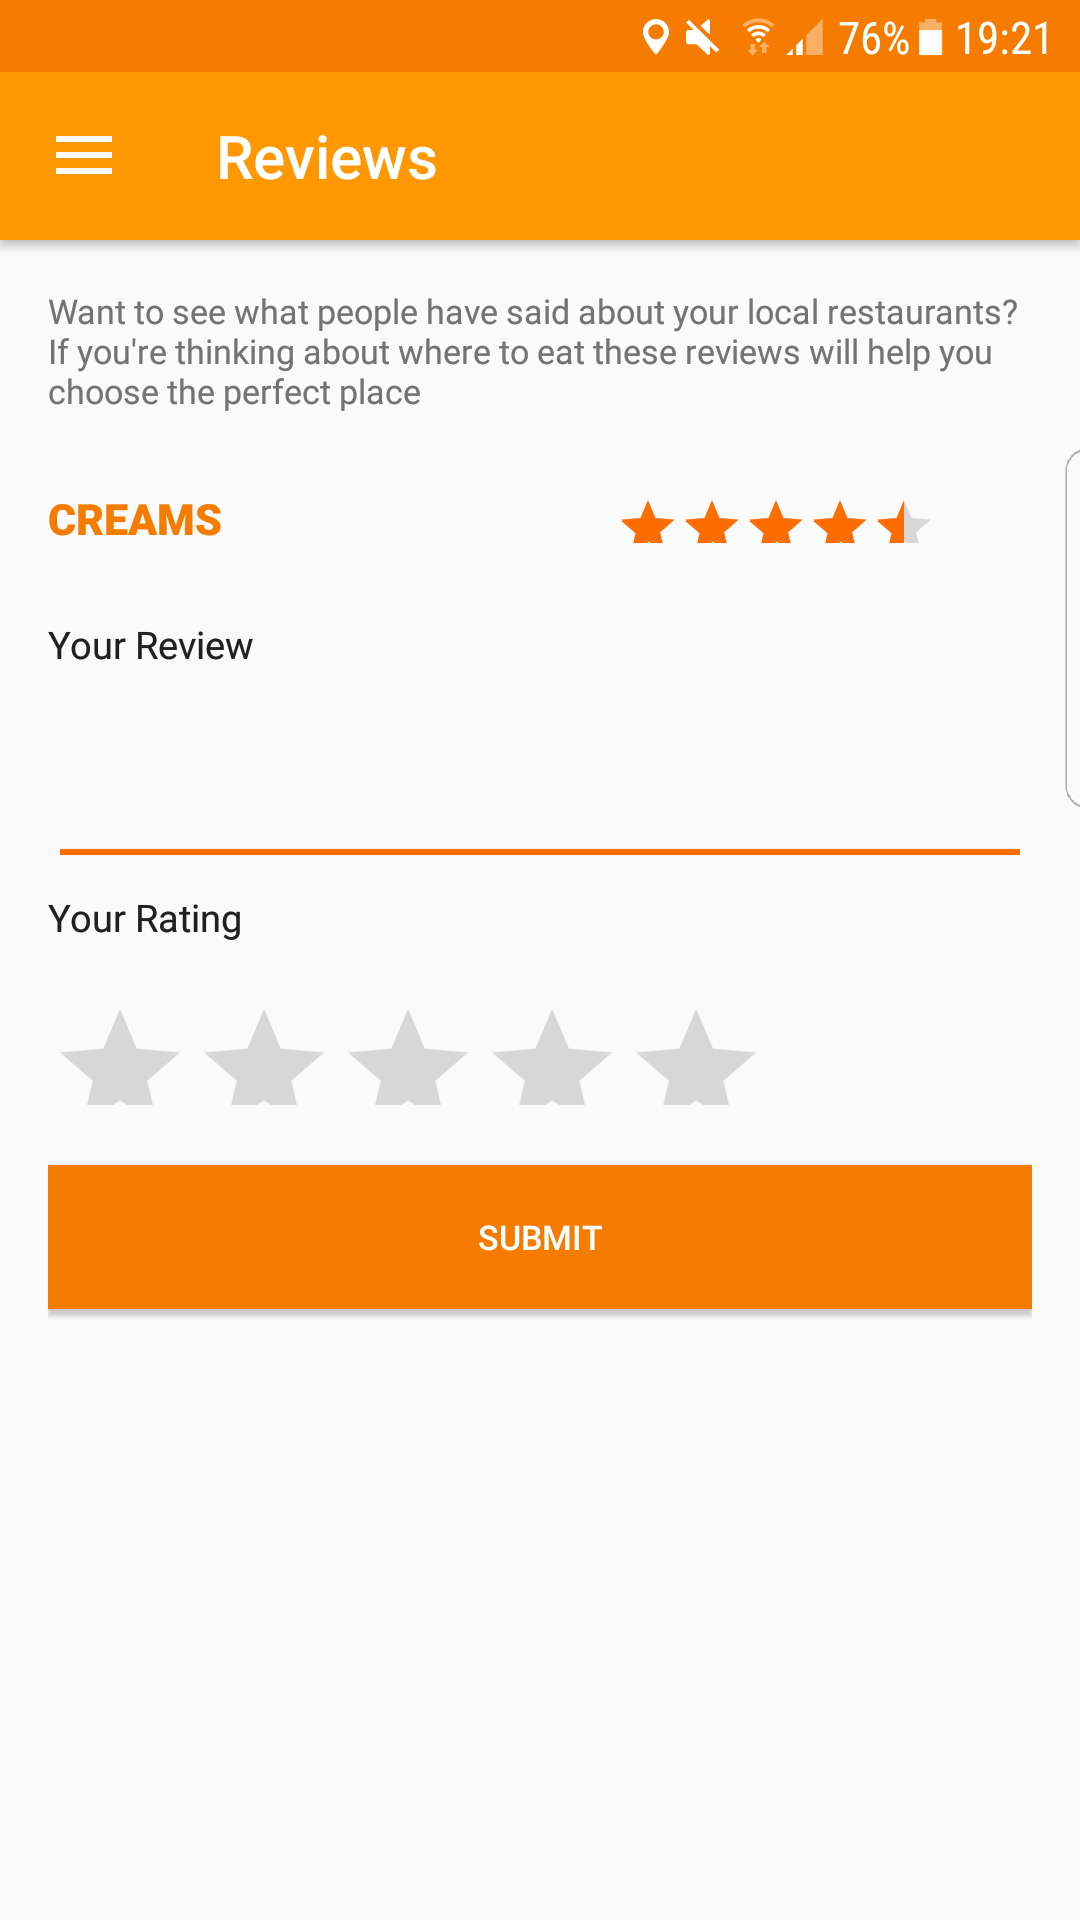 76% 19:21
Reviews
Want to see what people have said about your local restaurants?
If you're thinking about where to eat these reviews will help you
choose the perfect place
CREAMS
Your Review
Your Rating
SUBMIT